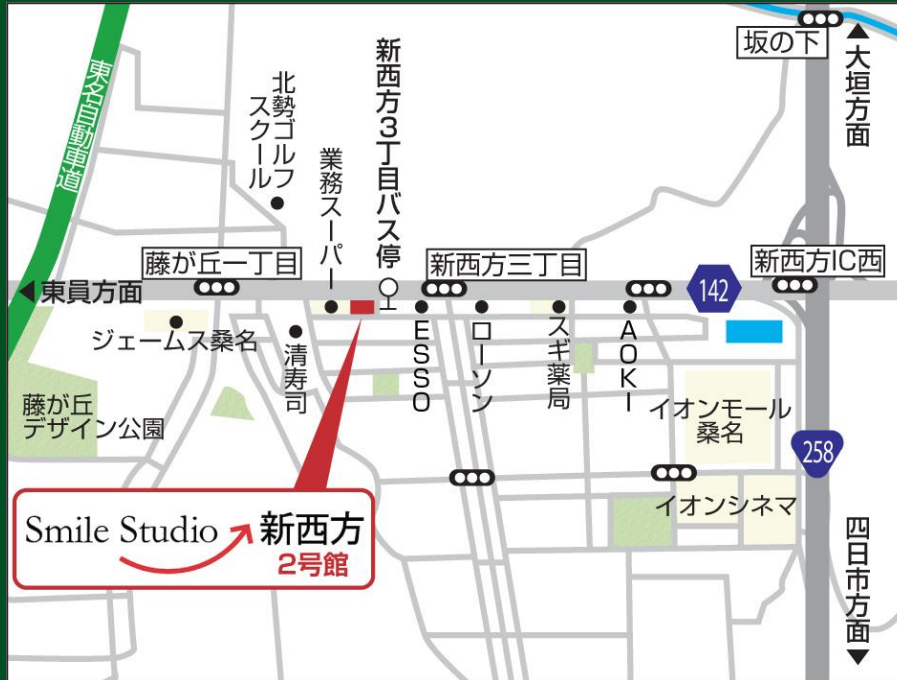 坂の下
▲大垣方面
東名自動車道
北勢ゴルフ
スクール
業務スーパー
新西方3丁目バス停
藤が丘一丁目
新西方三丁目
新西方IC西
◀東員方面
142
ジェームス桑名
清寿司
ESSO
ローソン
スギ薬局
AOKI
藤が丘
デザイン公園
イオンモール
桑名
258
イオンシネマ
Smile Studio 新西方
2号館
四日市方面▼